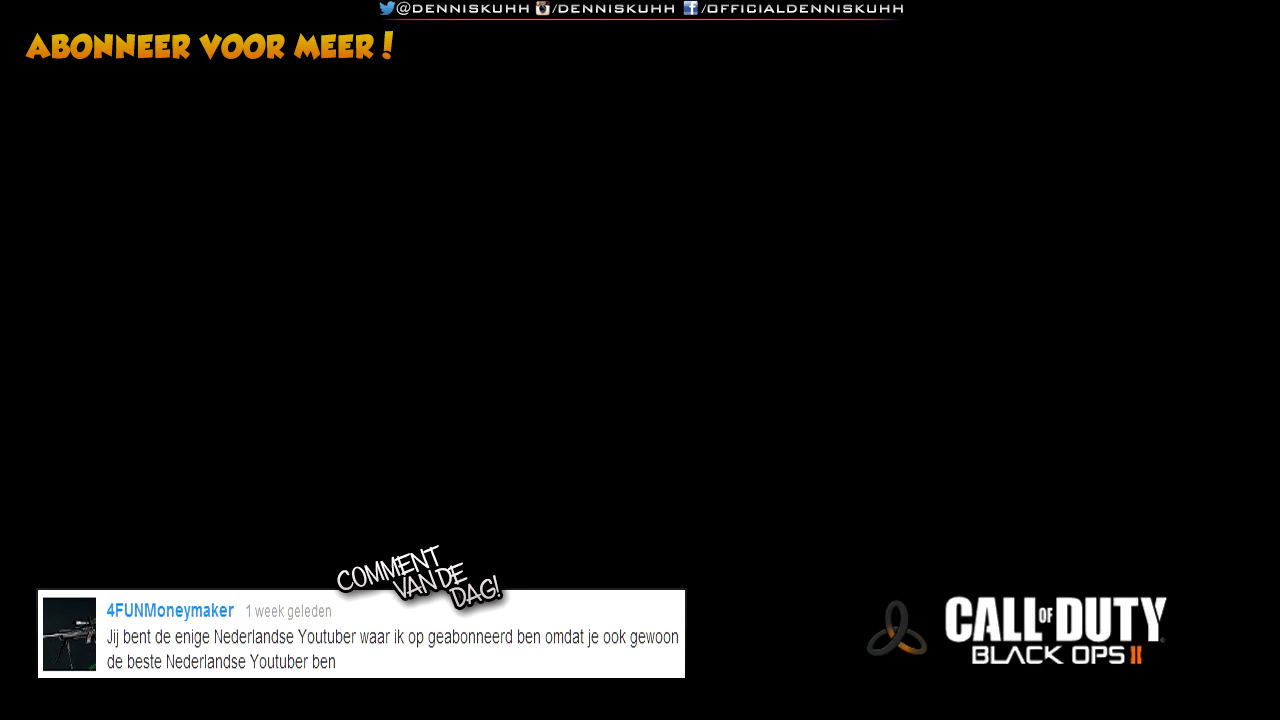 @DENNISKUHH /DENNISKUHH /OFFICIALDENNISKUHH
ABONNEER VOOR MEER!
COMMENT
VAN DE
DAG!
4FUNMoneymaker 1 week geleden
Jij bent de enige Nederlandse Youtuber waar ik op geabonneerd ben omdat je ook gewoon
de beste Nederlandse Youtuber ben
CALL OF DUTY
BLACK OPS II